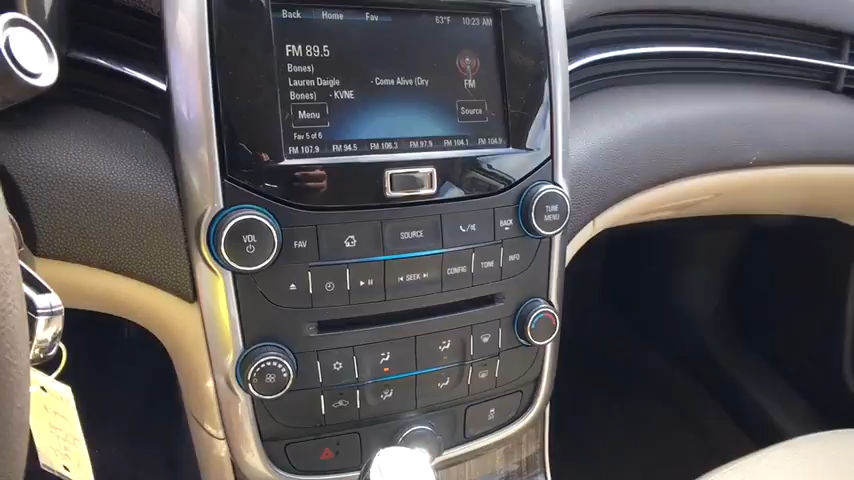 Back Home Fav 63°F 10:23 AM
FM 89.5
Bones)
Lauren Daigle - Come Alive (Dry
Bones) - KVNE
FM
Menu Source
Fav 5 of 6
FM 107.9 FM 94.5 FM 106.3 FM 97.9 FM 104.1 FM 104.9
VOL
FAV
SOURCE
BACK
TUNE
MENU
SEEK
CONFIG
TONE
INFO